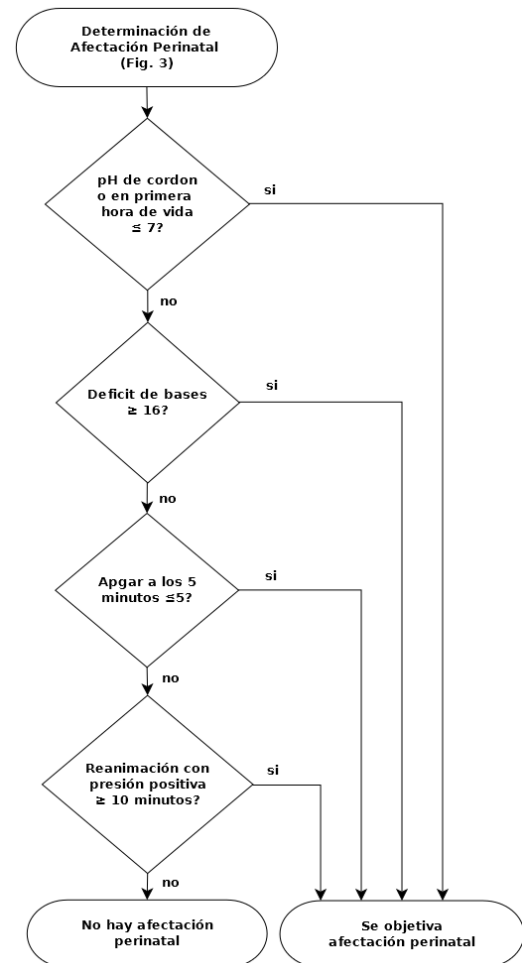 Determinación de
Afectación Perinatal
(Fig. 3)
pH de cordon
o en primera
hora de vida
≤ 7?
si
no
Deficit de bases
≥ 16?
si
no
Apgar a los 5
minutos ≤5?
si
no
Reanimación con
presión positiva
≥ 10 minutos?
si
no
No hay afectación
perinatal
Se objetiva
afectación perinatal